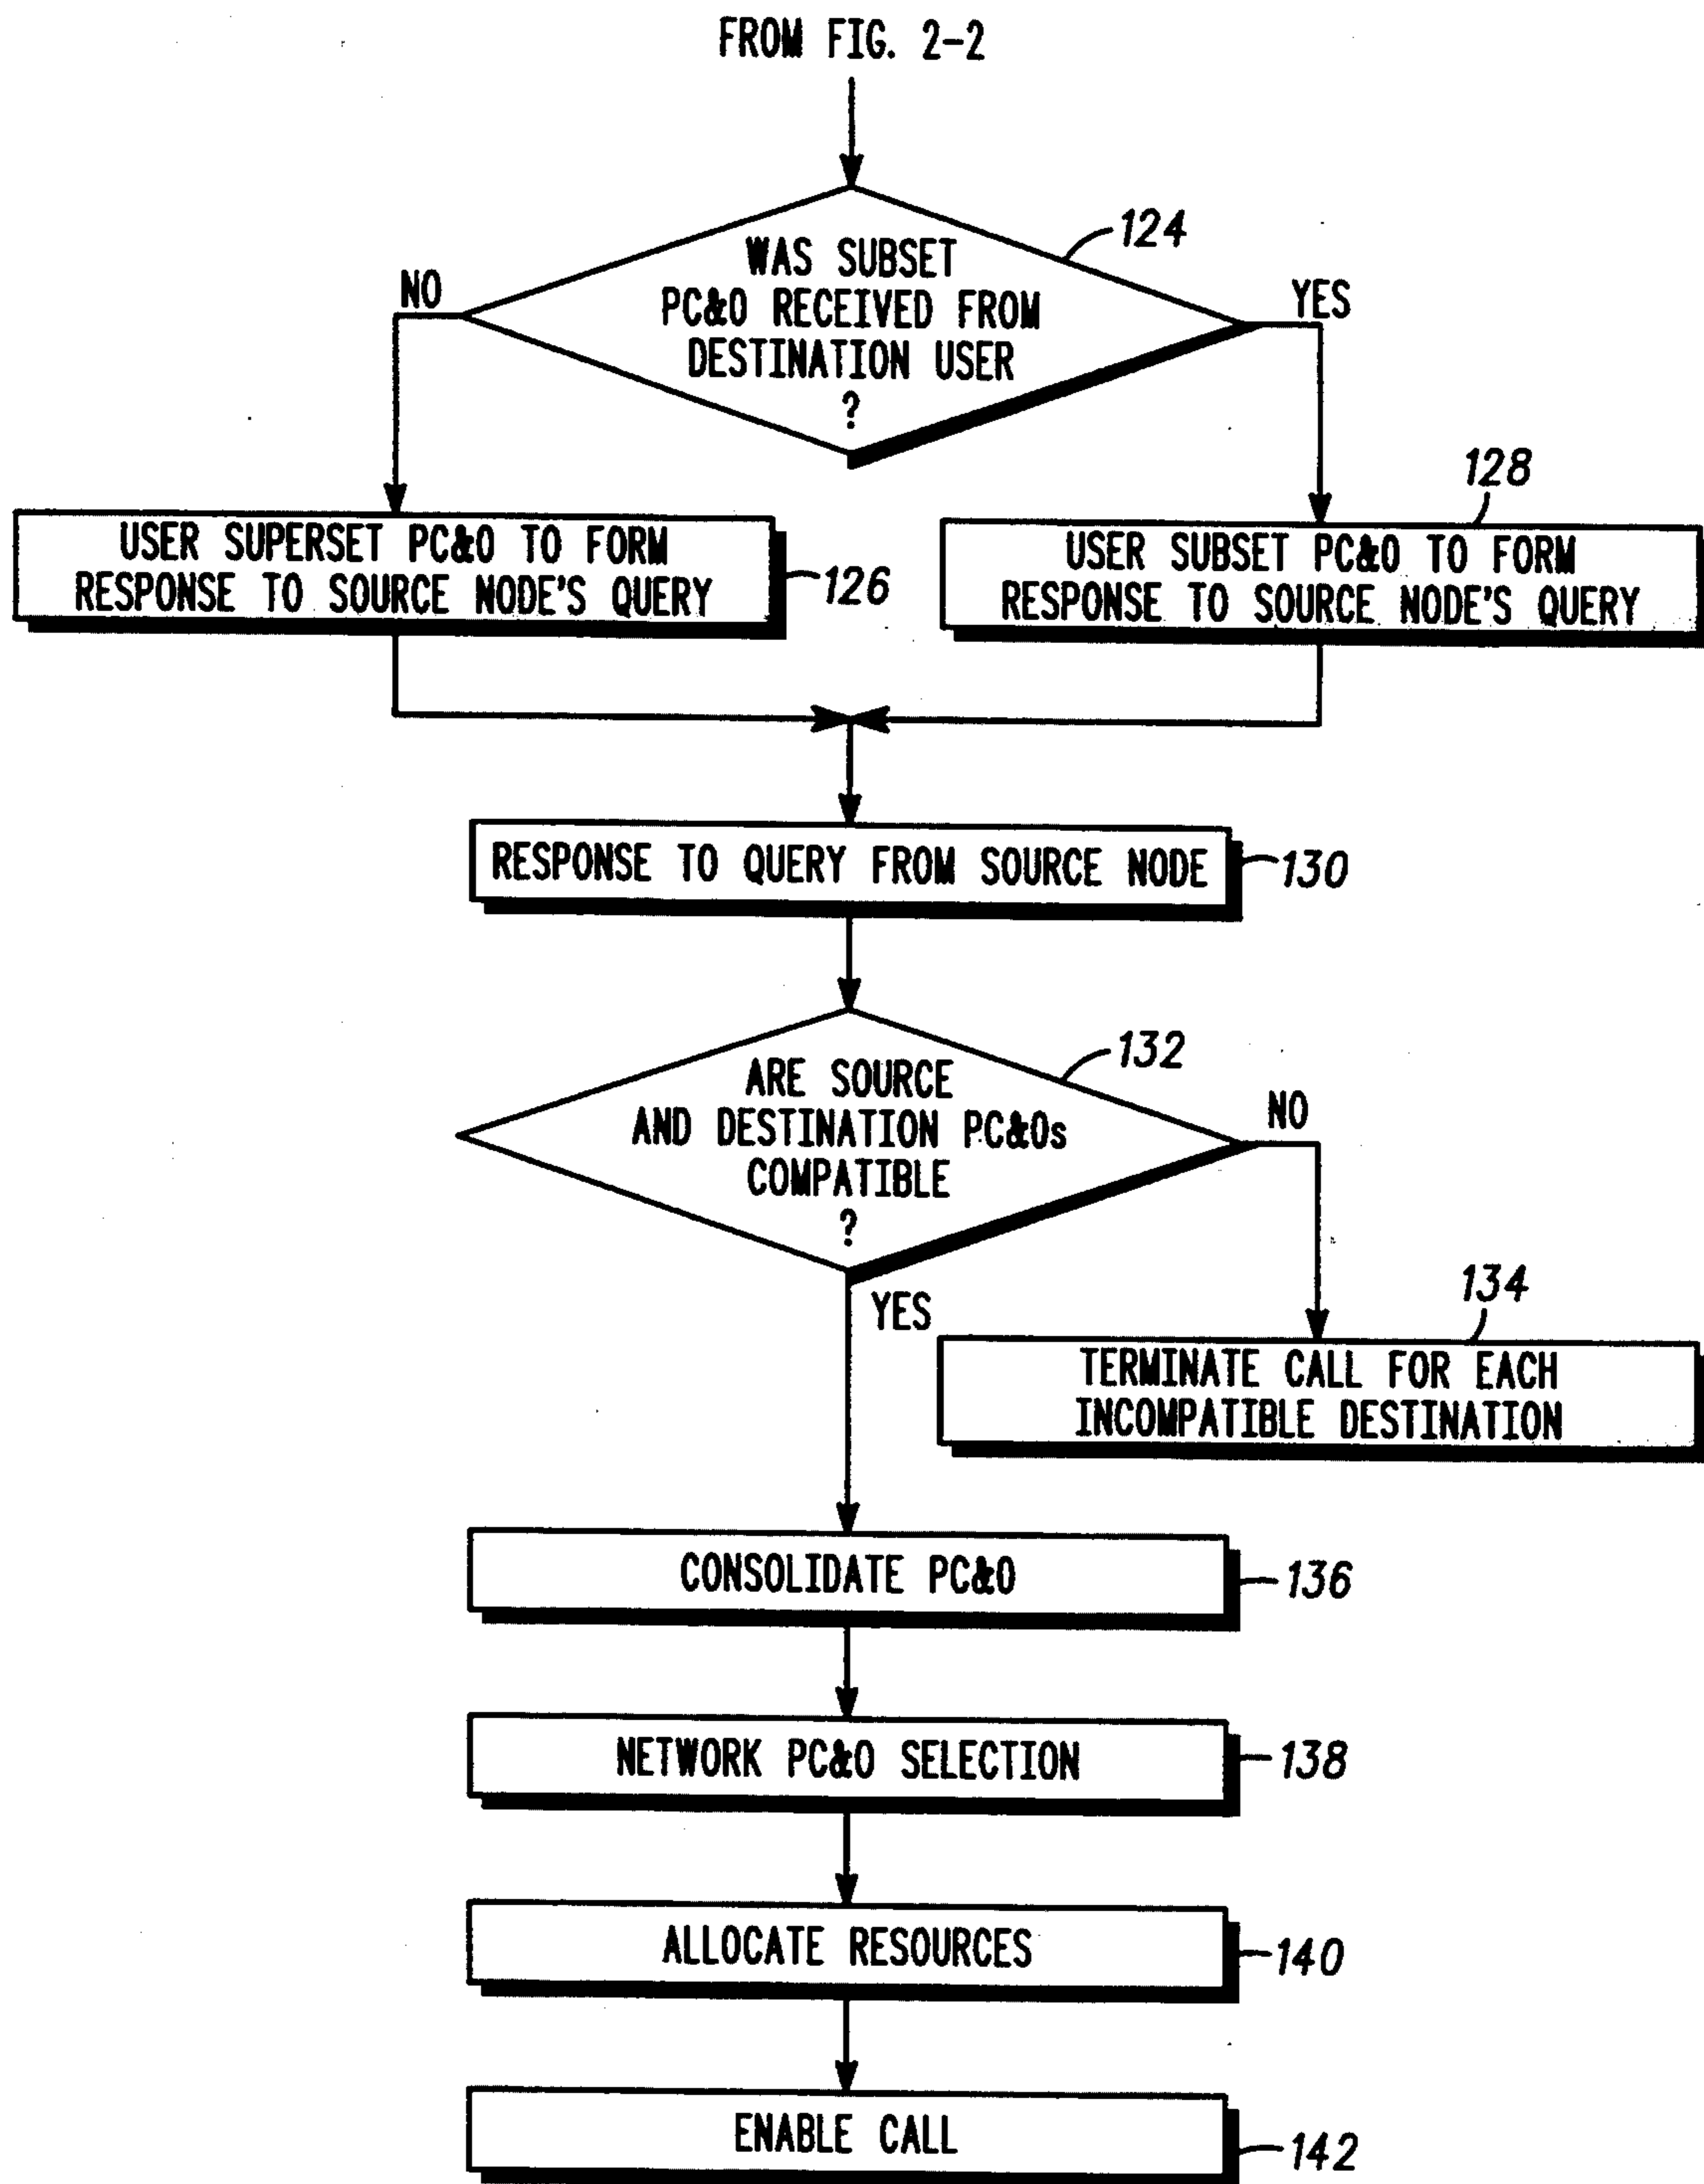 FROM FIG. 2-2
124
WAS SUBSET
PC&O RECEIVED FROM
DESTINATION USER
?
NO
YES
128
USER SUPERSET PC&O TO FORM
RESPONSE TO SOURCE NODE'S QUERY
126
USER SUBSET PC&O TO FORM
RESPONSE TO SOURCE NODE'S QUERY
RESPONSE TO QUERY FROM SOURCE NODE
130
132
ARE SOURCE
AND DESTINATION PC&Os
COMPATIBLE
?
NO
YES
134
TERMINATE CALL FOR EACH
INCOMPATIBLE DESTINATION
CONSOLIDATE PC&O
136
NETWORK PC&O SELECTION
138
ALLOCATE RESOURCES
140
ENABLE CALL
142